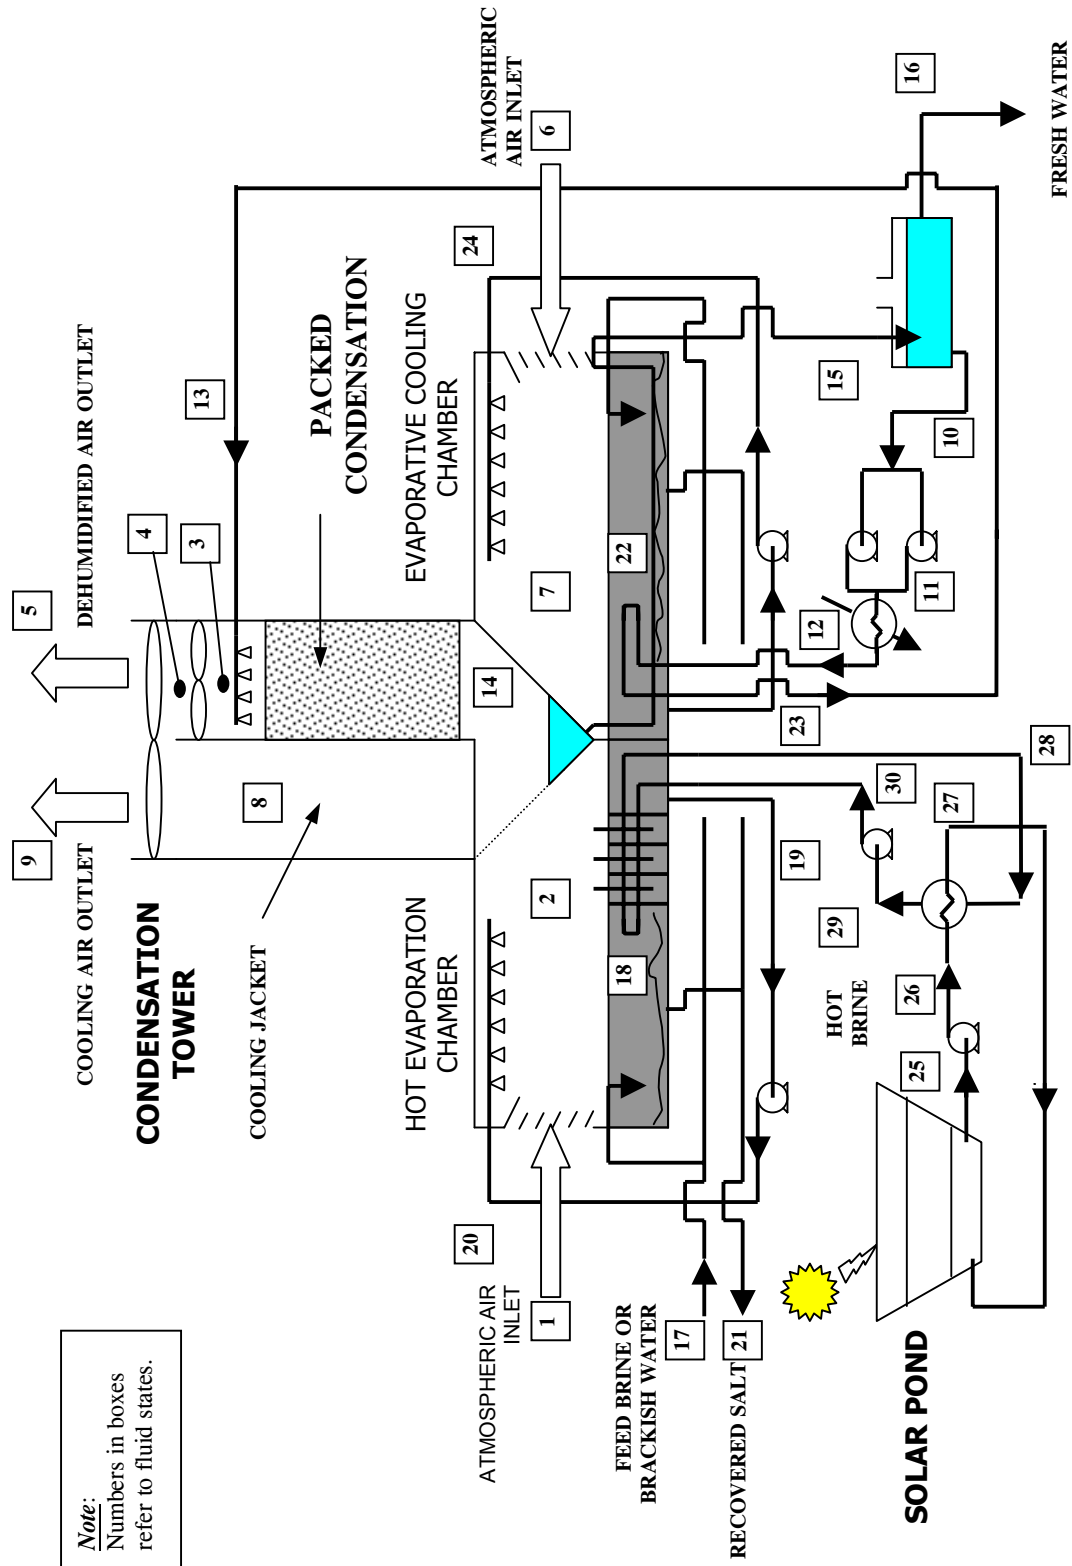 Note:
Numbers in boxes
refer to fluid states.
9
5
COOLING AIR OUTLET
DEHUMIDIFIED AIR OUTLET
4
3
13
CONDENSATION
TOWER
COOLING JACKET
8
PACKED
CONDENSATION
HOT EVAPORATION
CHAMBER
EVAPORATIVE COOLING
CHAMBER
ATMOSPHERIC AIR
INLET
20
14
24
ATMOSPHERIC
AIR INLET
1
2
7
6
FEED BRINE OR
BRACKISH WATER
17
18
22
RECOVERED SALT
21
19
23
12
15
HOT
BRINE
29
30
11
10
16
SOLAR POND
25
26
27
28
FRESH WATER